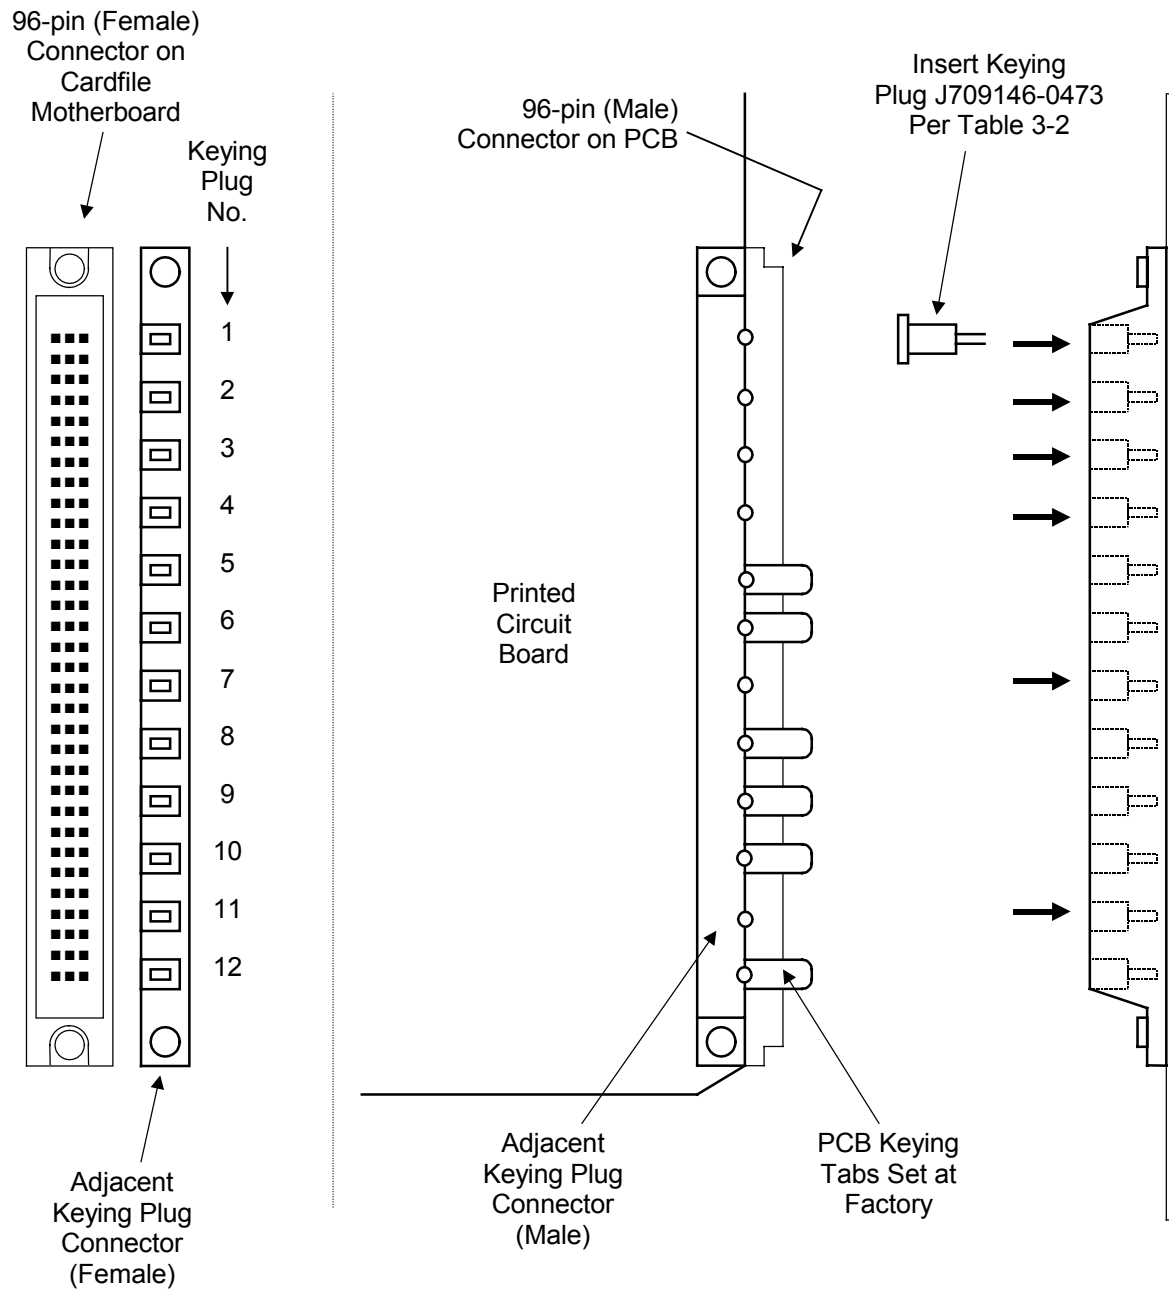 96-pin (Female)
Connector on
Cardfile
Motherboard
Keying
Plug
No.
1
2
3
4
5
6
7
8
9
10
11
12
Adjacent
Keying Plug
Connector
(Female)
96-pin (Male)
Connector on PCB
Printed
Circuit
Board
Adjacent
Keying Plug
Connector
(Male)
PCB Keying
Tabs Set at
Factory
Insert Keying
Plug J709146-0473
Per Table 3-2